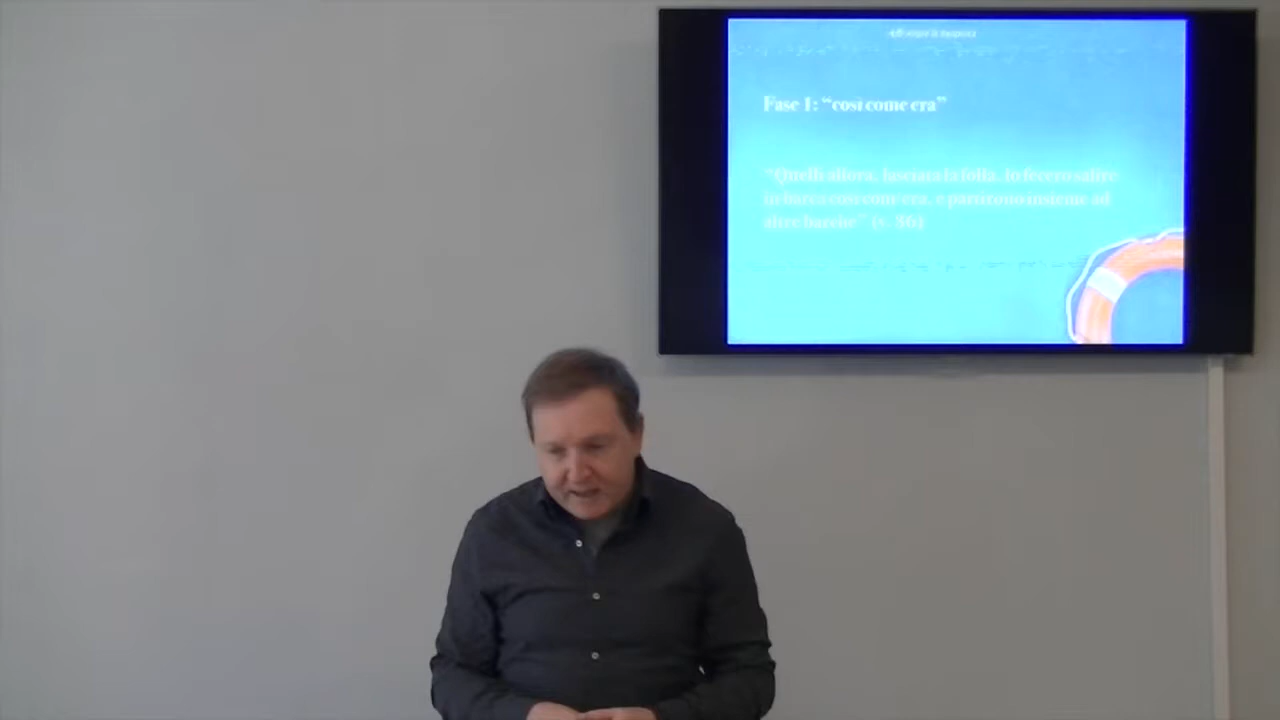 Fase 1: “così come era”
“Quelli allora, lasciata la folla, lo fecero salire
in barca così com'era, e partirono insieme ad
altre barche” (v. 36)